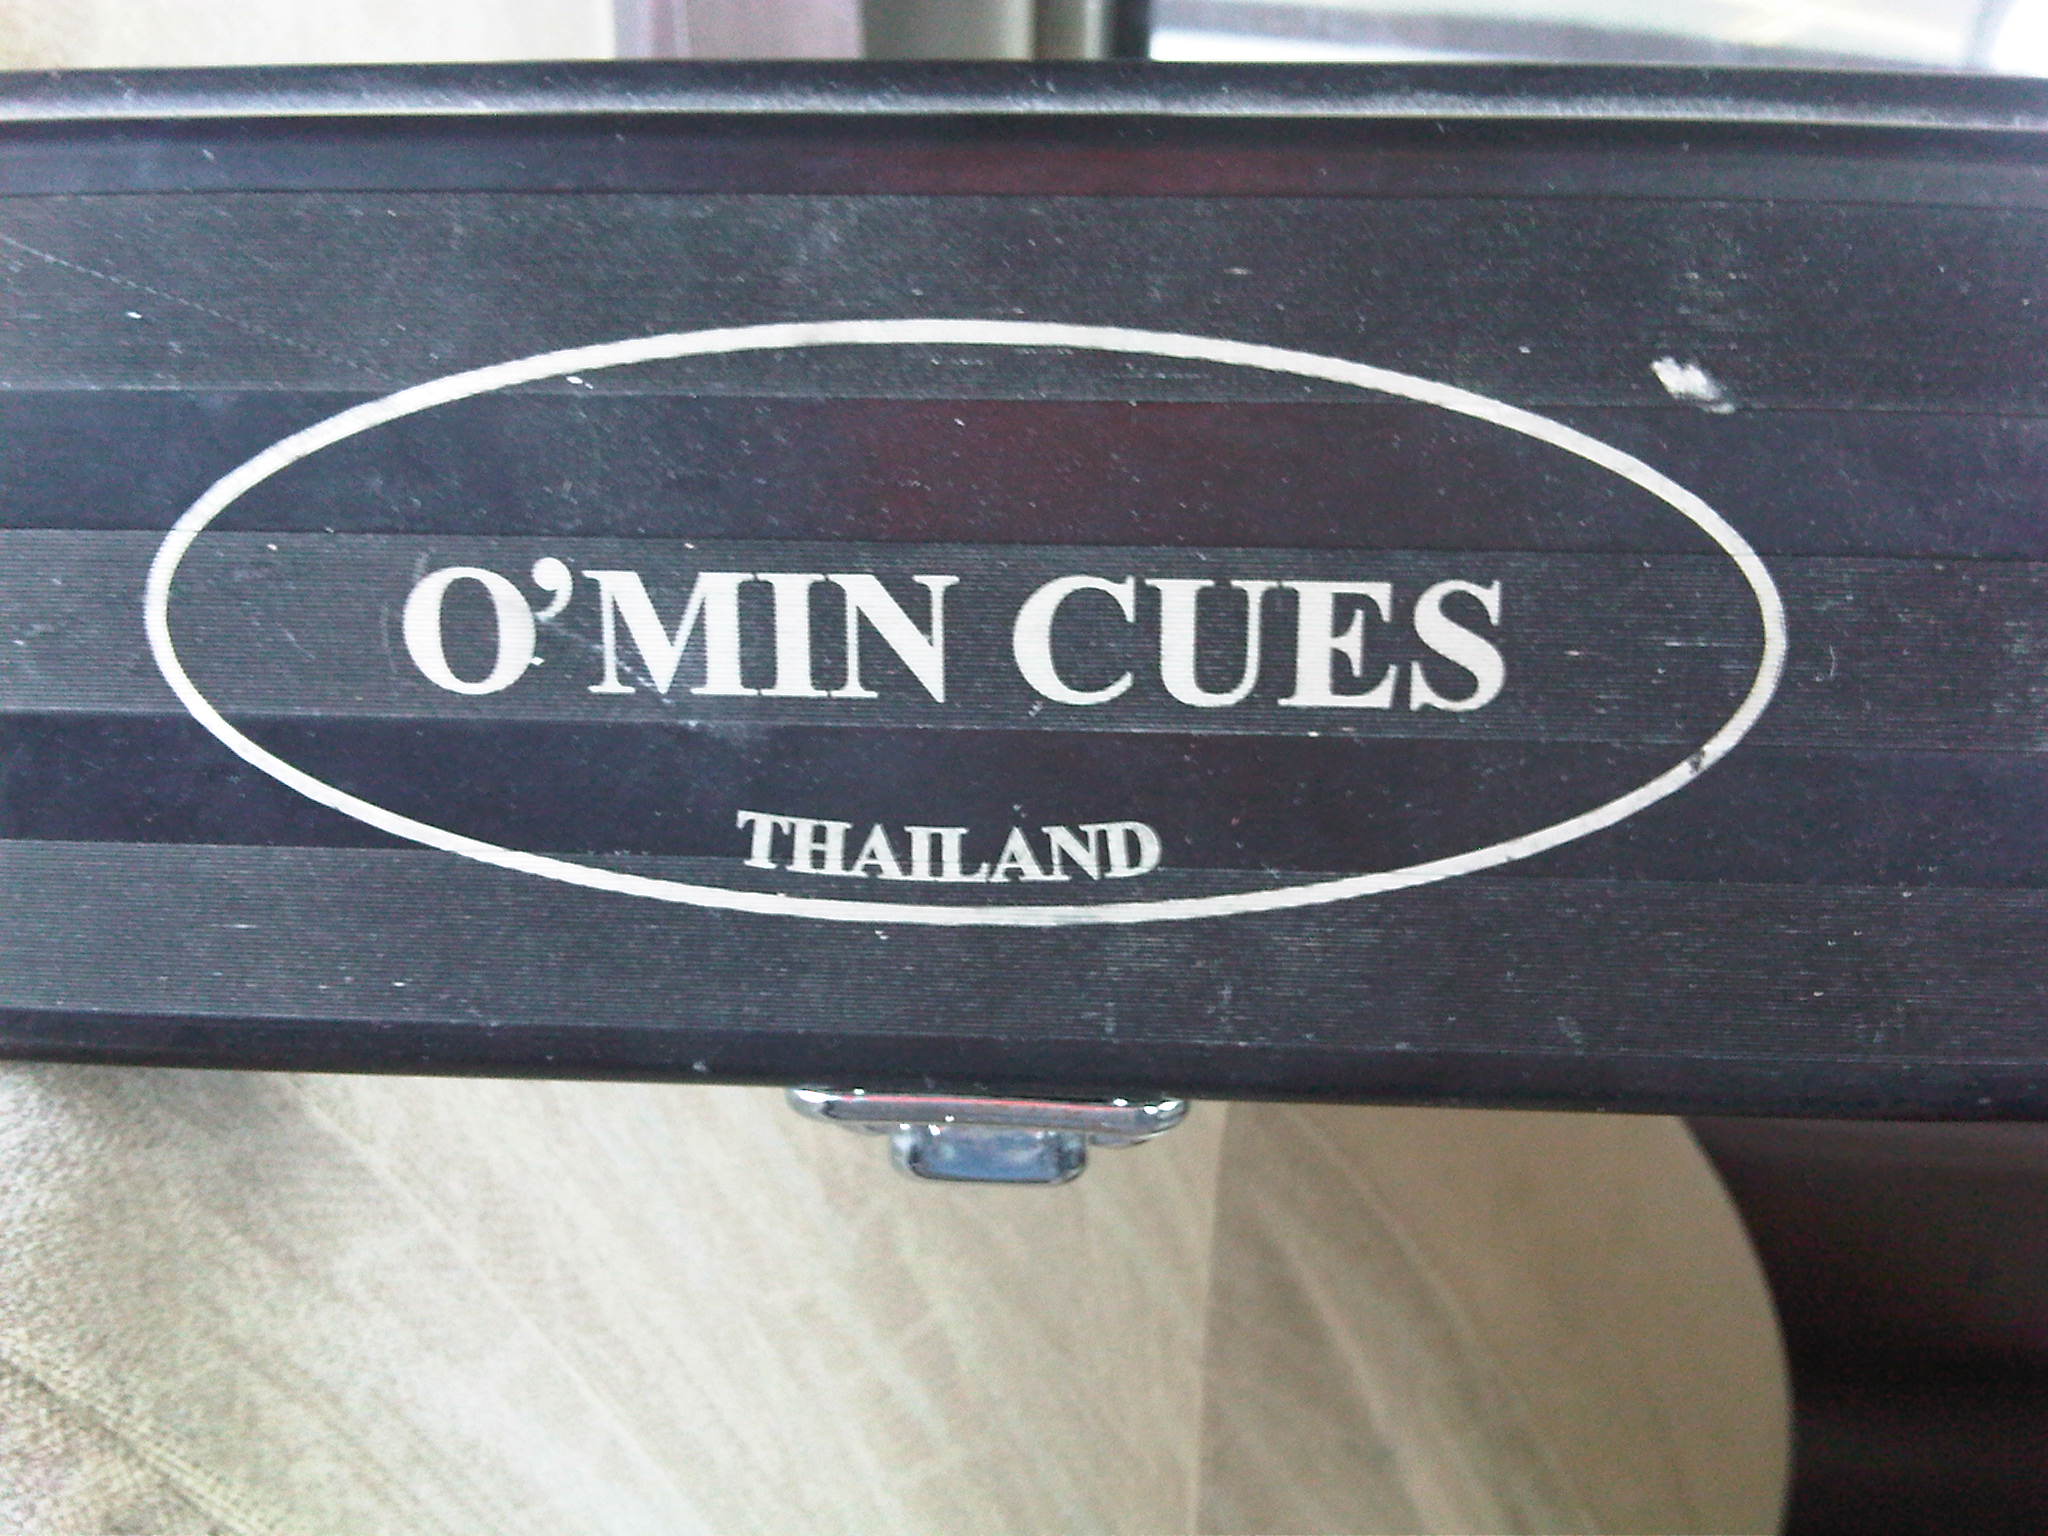 O'MIN CUES
THAILAND